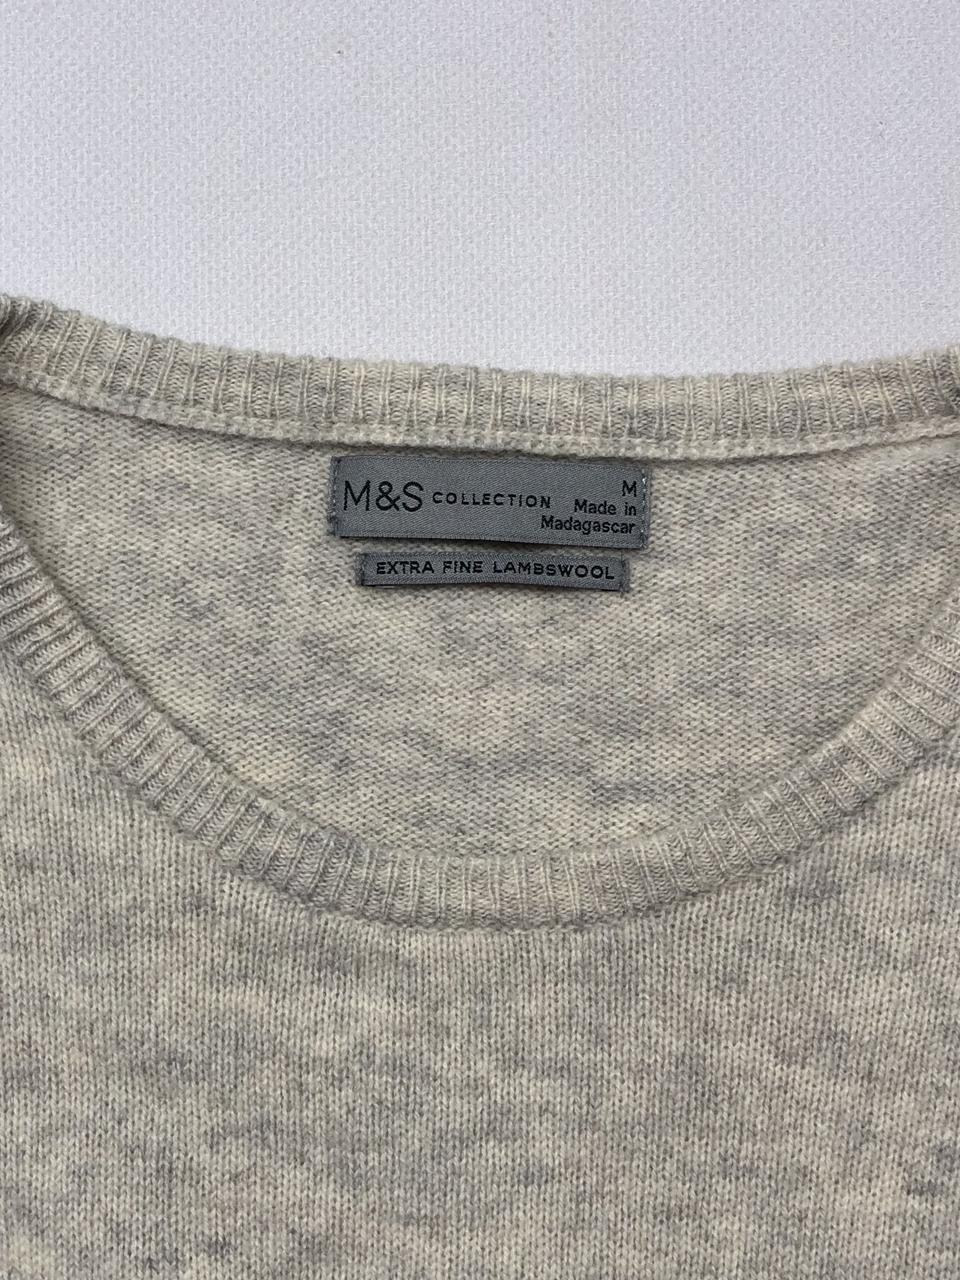 M&S COLLECTION M
Made in
Madagascar
EXTRA FINE LAMBSWOOL